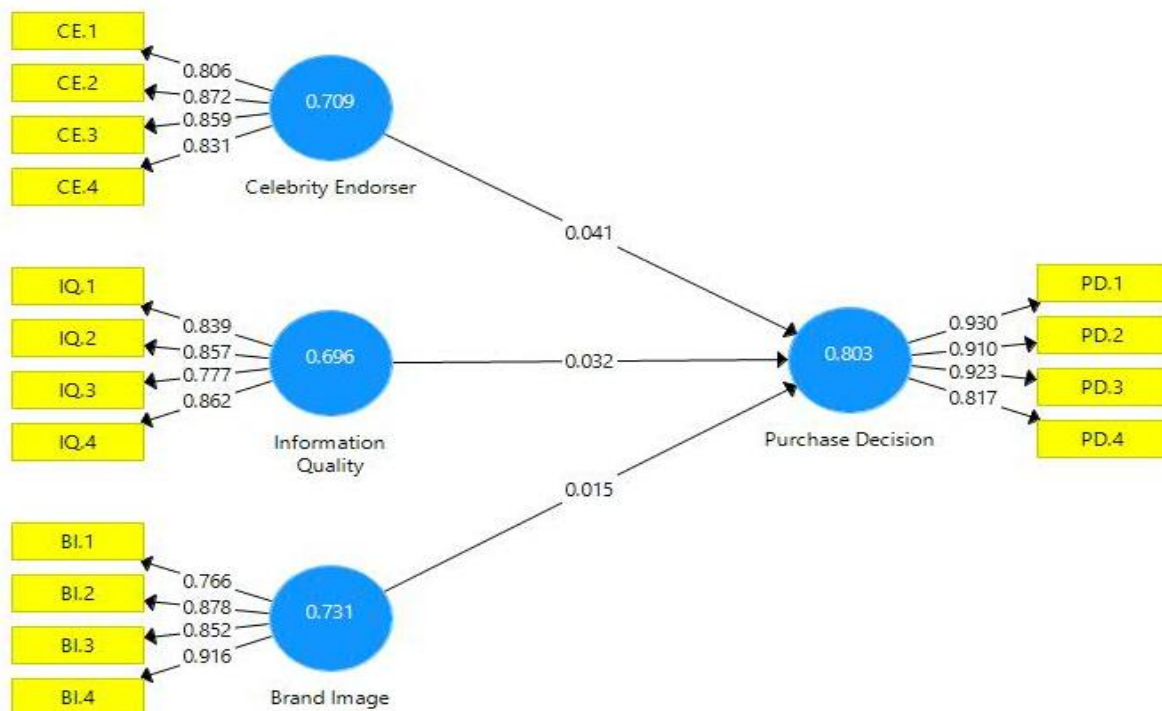 CE.1
0.806
CE.2
0.872
0.709
CE.3
0.859
0.831
CE.4
Celebrity Endorser
0.041
IQ.1
0.839
IQ.2
0.857
0.696
IQ.3
0.777
0.862
IQ.4
Information
Quality
0.032
0.803
Purchase Decision
PD.1
0.930
PD.2
0.910
0.923
PD.3
0.817
PD.4
0.015
BI.1
0.766
BI.2
0.878
0.731
BI.3
0.852
0.916
BI.4
Brand Image